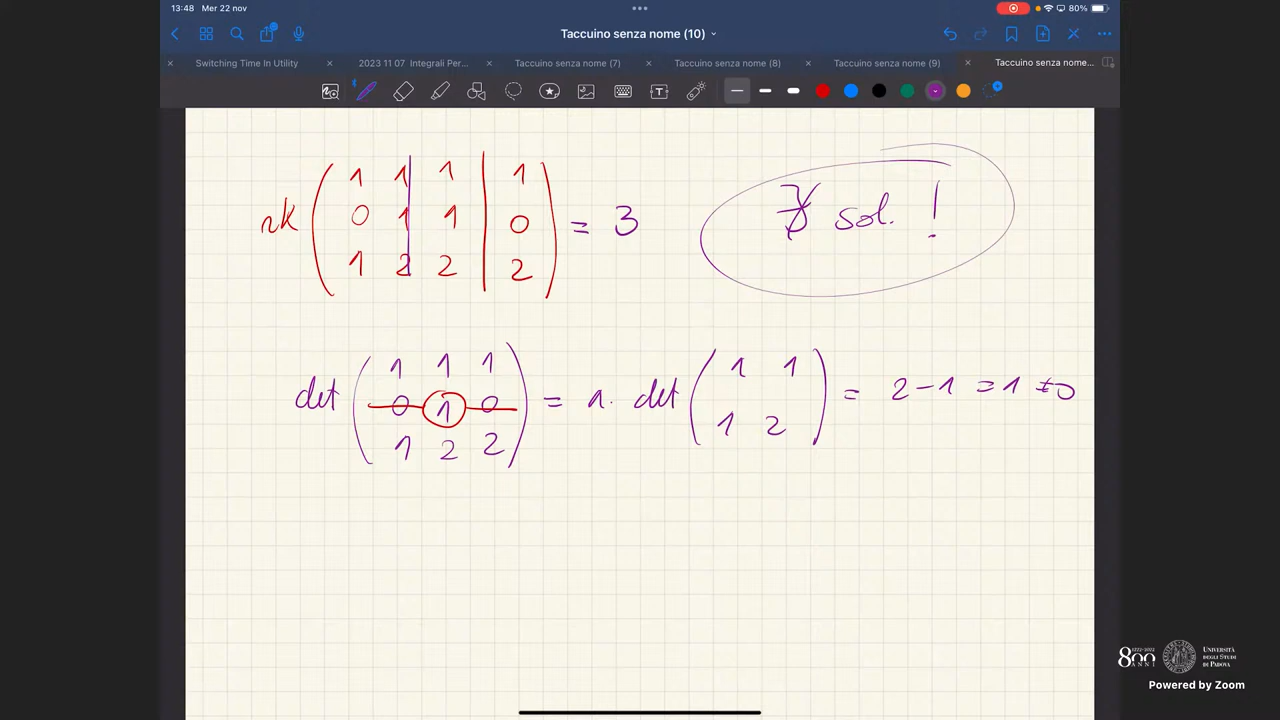 13:48 Mer 22 nov 80%
Taccuino senza nome (10)
Switching Time In Utility 2023 11 07 Integrali Per... Taccuino senza nome (7) Taccuino senza nome (8) Taccuino senza nome (9) Taccuino senza nome...
1 1 1 | 1
rk 0 1 1 | 0 = 3 ∄ sol. !
1 2 2 | 2
1 1 1
det 0 1 0 = 1. det ( 1 1 = 2 - 1 = 1 ≠ 0
1 2 2 1 2 )
800 ANNI
1222-2022
UNIVERSITÀ
DEGLI STUDI
DI PADOVA
Powered by Zoom